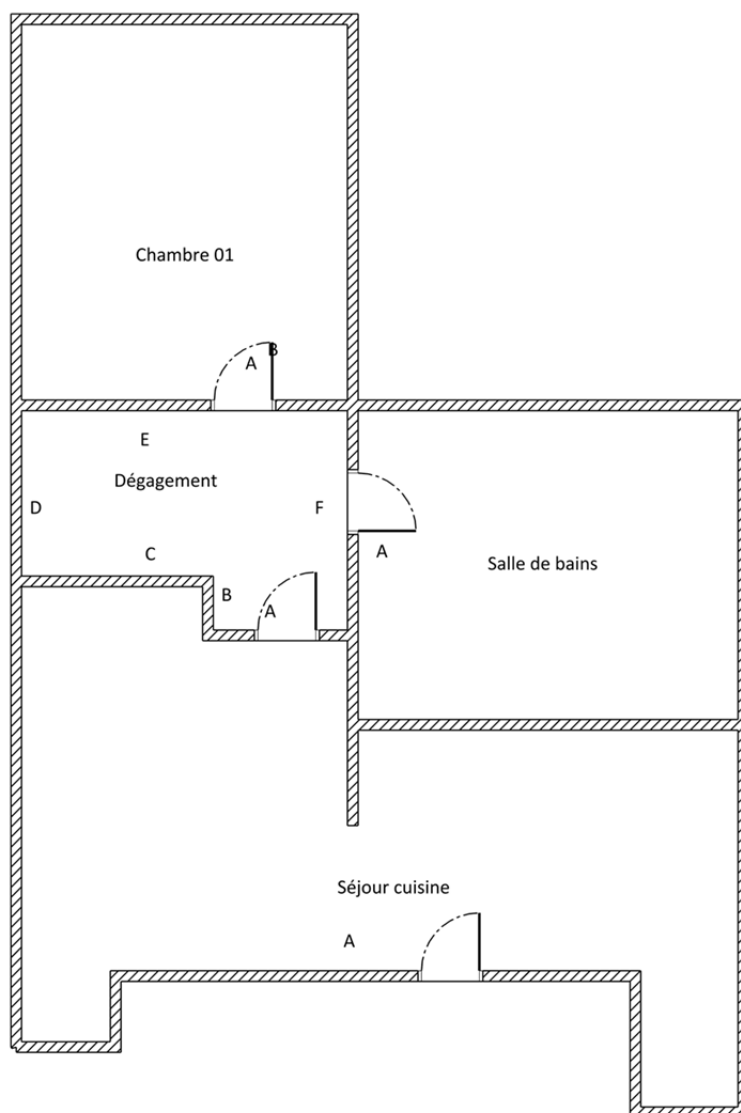 Chambre 01
B
A
E
Dégagement
D
F
C
A
Salle de bains
B
A
Séjour cuisine
A